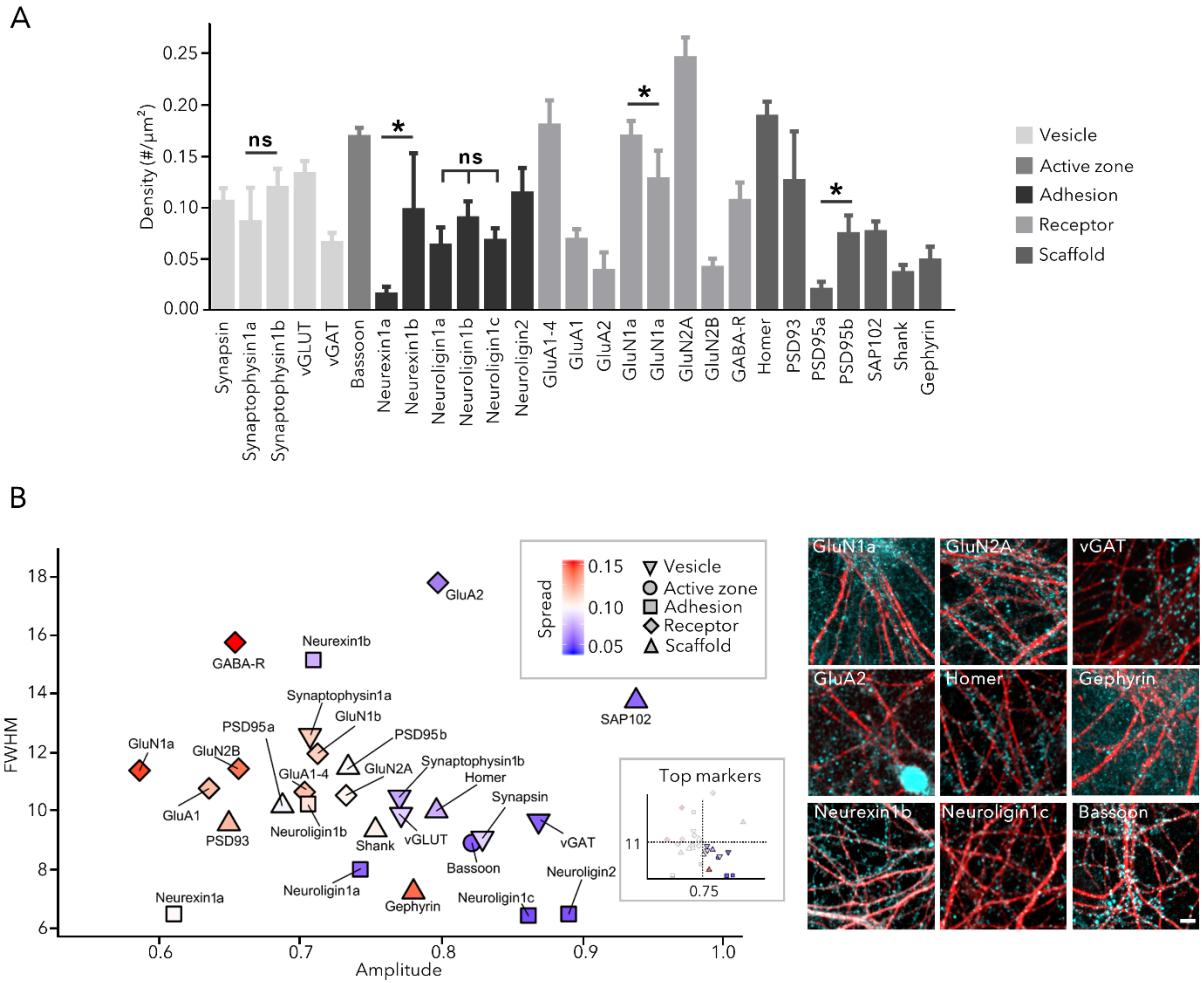 A
Density (#/μm²)
0.25
0.20
0.15
0.10
0.05
0.00
ns
*
ns
*
*
Synapsin
Synaptophysin1a
Synaptophysin1b
vGLUT
vGAT
Bassoon
Neurexin1a
Neurexin1b
Neuroligin1a
Neuroligin1b
Neuroligin1c
Neuroligin2
GluA1-4
GluA1
GluA2
GluN1a
GluN1a
GluN2A
GluN2B
GABA-R
Homer
PSD93
PSD95a
PSD95b
SAP102
Shank
Gephyrin
Vesicle
Active zone
Adhesion
Receptor
Scaffold
B
FWHM
18
16
14
12
10
8
6
0.6
0.7
0.8
0.9
1.0
Amplitude
GluA2
GABA-R
Neurexin1b
SAP102
Synaptophysin1a
GluN1b
PSD95a
PSD95b
GluN1a
GluN2B
GluA1-4
GluN2A
Synaptophysin1b
Homer
Synapsin
GluA1
PSD93
Neuroligin1b
Shank
vGLUT
vGAT
Bassoon
Neuroligin1a
Neuroligin2
Neurexin1a
Gephyrin
Neuroligin1c
Spread
0.15
0.10
0.05
Vesicle
Active zone
Adhesion
Receptor
Scaffold
Top markers
11
0.75
GluN1a
GluN2A
vGAT
GluA2
Homer
Gephyrin
Neurexin1b
Neuroligin1c
Bassoon